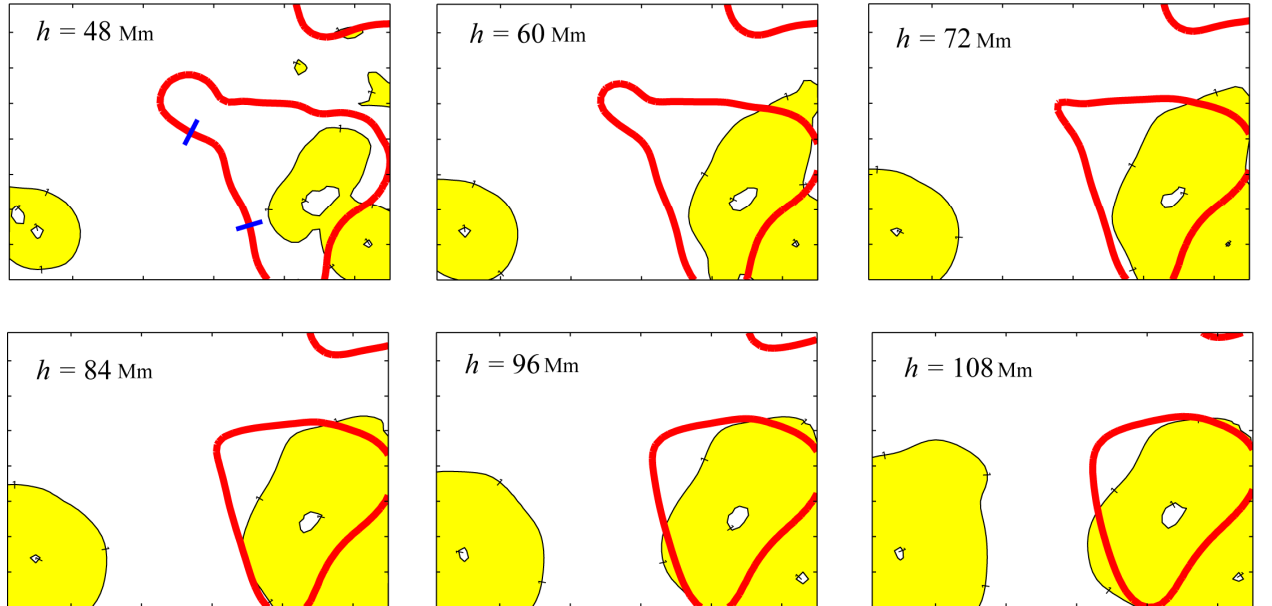 h = 48 Mm
h = 60 Mm
h = 72 Mm
h = 84 Mm
h = 96 Mm
h = 108 Mm